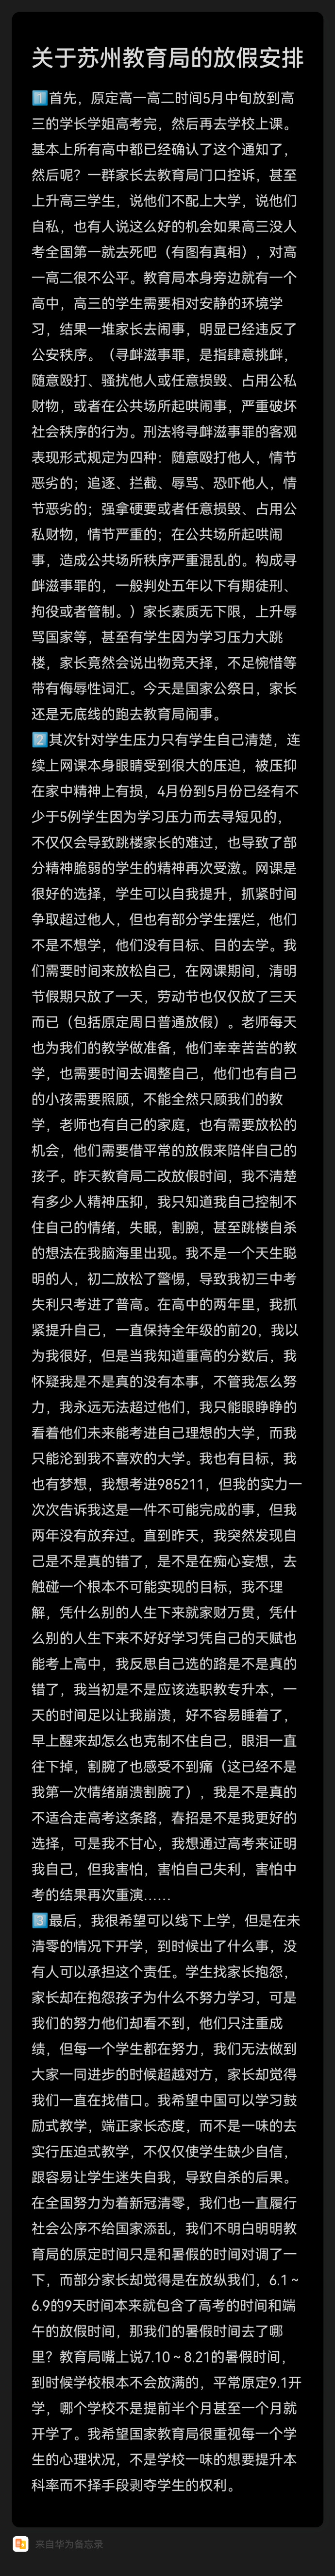 关于苏州教育局的放假安排
1️⃣首先，原定高一高二时间5月中旬放到高
三的学长学姐高考完，然后再去学校上课。
基本上所有高中都已经确认了这个通知了，
然后呢？一群家长去教育局门口控诉，甚至
上升高三学生，说他们不配上大学，说他们
自私，也有人说这么好的机会如果高三没人
考全国第一就去死吧（有图有真相），对高
一高二很不公平。教育局本身旁边就有一个
高中，高三的学生需要相对安静的环境学
习，结果一堆家长去闹事，明显已经违反了
公安秩序。（寻衅滋事罪，是指肆意挑衅，
随意殴打、骚扰他人或任意损毁、占用公私
财物，或者在公共场所起哄闹事，严重破坏
社会秩序的行为。刑法将寻衅滋事罪的客观
表现形式规定为四种：随意殴打他人，情节
恶劣的；追逐、拦截、辱骂、恐吓他人，情
节恶劣的；强拿硬要或者任意损毁、占用公
私财物，情节严重的；在公共场所起哄闹
事，造成公共场所秩序严重混乱的。构成寻
衅滋事罪的，一般判处五年以下有期徒刑、
拘役或者管制。）家长素质无下限，上升辱
骂国家等，甚至有学生因为学习压力大跳
楼，家长竟然会说出物竞天择，不足惋惜等
带有侮辱性词汇。今天是国家公祭日，家长
还是无底线的跑去教育局闹事。
2️⃣其次针对学生压力只有学生自己清楚，连
续上网课本身眼睛受到很大的压迫，被压抑
在家中精神上有损，4月份到5月份已经有不
少于5例学生因为学习压力而去寻短见的，
不仅仅会导致跳楼家长的难过，也导致了部
分精神脆弱的学生的精神再次受激。网课是
很好的选择，学生可以自我提升，抓紧时间
争取超过他人，但也有部分学生摆烂，他们
不是不想学，他们没有目标、目的去学。我
们需要时间来放松自己，在网课期间，清明
节假期只放了一天，劳动节也仅仅放了三天
而已（包括原定周日普通放假）。老师每天
也为我们的教学做准备，他们幸幸苦苦的教
学，也需要时间去调整自己，他们也有自己
的小孩需要照顾，不能全然只顾我们的教
学，老师也有自己的家庭，也有需要放松的
机会，他们需要借平常的放假来陪伴自己的
孩子。昨天教育局二改放假时间，我不清楚
有多少人精神压抑，我只知道我自己控制不
住自己的情绪，失眠，割腕，甚至跳楼自杀
的想法在我脑海里出现。我不是一个天生聪
明的人，初二放松了警惕，导致我初三中考
失利只考进了普高。在高中的两年里，我抓
紧提升自己，一直保持全年级的前20，我以
为我很好，但是当我知道重高的分数后，我
怀疑我是不是真的没有本事，不管我怎么努
力，我永远无法超过他们，我只能眼睁睁的
看着他们未来能考进自己理想的大学，而我
只能沦到我不喜欢的大学。我也有目标，我
也有梦想，我想考进985211，但我的实力一
次次告诉我这是一件不可能完成的事，但我
两年没有放弃过。直到昨天，我突然发现自
己是不是真的错了，是不是在痴心妄想，去
触碰一个根本不可能实现的目标，我不理
解，凭什么别的人生下来就家财万贯，凭什
么别的人生下来不好好学习凭自己的天赋也
能考上高中，我反思自己选的路是不是真的
错了，我当初是不是应该选职教专升本，一
天的时间足以让我崩溃，好不容易睡着了，
早上醒来却怎么也克制不住自己，眼泪一直
往下掉，割腕了也感受不到痛（这已经不是
我第一次情绪崩溃割腕了），我是不是真的
不适合走高考这条路，春招是不是我更好的
选择，可是我不甘心，我想通过高考来证明
我自己，但我害怕，害怕自己失利，害怕中
考的结果再次重演……
3️⃣最后，我很希望可以线下上学，但是在未
清零的情况下开学，到时候出了什么事，没
有人可以承担这个责任。学生找家长抱怨，
家长却在抱怨孩子为什么不努力学习，可是
我们的努力他们却看不到，他们只注重成
绩，但每一个学生都在努力，我们无法做到
大家一同进步的时候超越对方，家长却觉得
我们一直在找借口。我希望中国可以学习鼓
励式教学，端正家长态度，而不是一味的去
实行压迫式教学，不仅仅使学生缺少自信，
跟容易让学生迷失自我，导致自杀的后果。
在全国努力为着新冠清零，我们也一直履行
社会公序不给国家添乱，我们不明白明明教
育局的原定时间只是和暑假的时间对调了一
下，而部分家长却觉得是在放纵我们，6.1～
6.9的9天时间本来就包含了高考的时间和端
午的放假时间，那我们的暑假时间去了哪
里？教育局嘴上说7.10～8.21的暑假时间，
到时候学校根本不会放满的，平常原定9.1开
学，哪个学校不是提前半个月甚至一个月就
开学了。我希望国家教育局很重视每一个学
生的心理状况，不是学校一味的想要提升本
科率而不择手段剥夺学生的权利。
来自华为备忘录